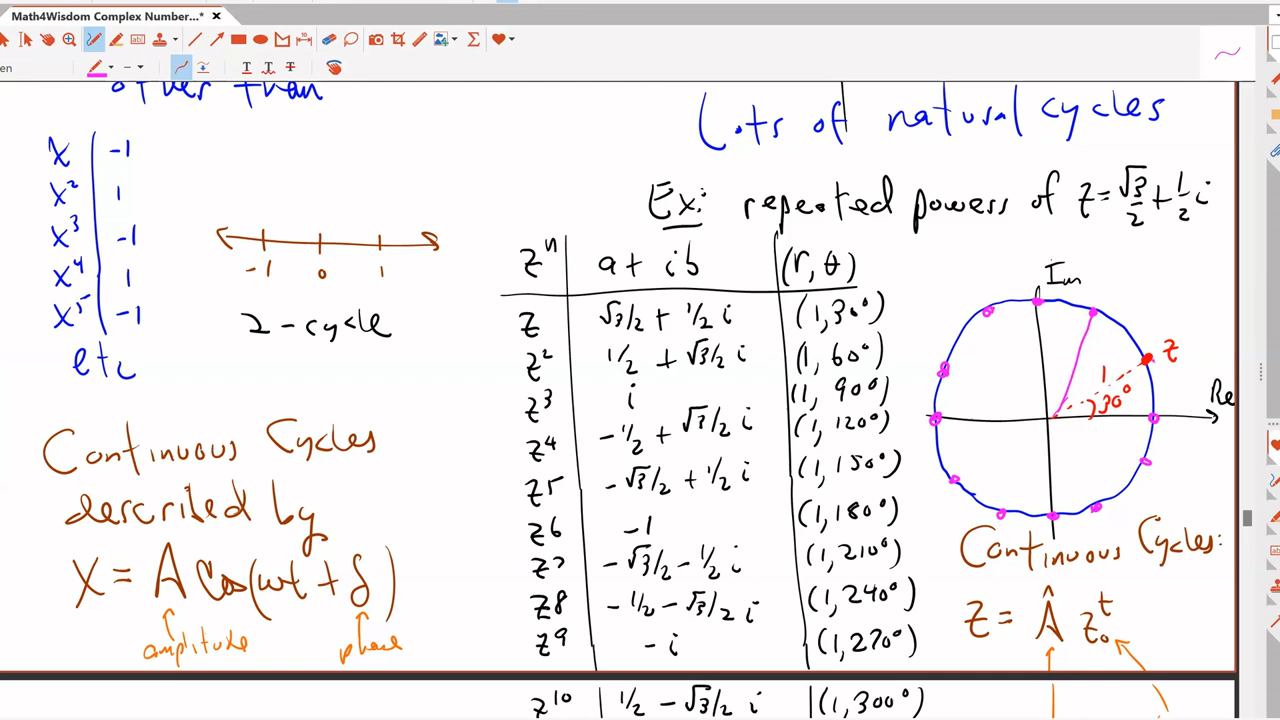 Math4Wisdom Complex Number...*
en
other than
x | -1
x² | 1
x³ | -1
x⁴ | 1
x⁵ | -1
etc
-1 0 1
2-cycle
Continuous Cycles
described by
X = A Cos(ωt + δ)
amplitude phase
Lots of natural cycles
Ex: repeated powers of z = √3/2 + 1/2 i
zⁿ | a + ib | (r, θ)
z | √3/2 + 1/2 i | (1, 30°)
z² | 1/2 + √3/2 i | (1, 60°)
z³ | i | (1, 90°)
z⁴ | -1/2 + √3/2 i | (1, 120°)
z⁵ | -√3/2 + 1/2 i | (1, 150°)
z⁶ | -1 | (1, 180°)
z⁷ | -√3/2 - 1/2 i | (1, 210°)
z⁸ | -1/2 - √3/2 i | (1, 240°)
z⁹ | -i | (1, 270°)
z¹⁰ | 1/2 - √3/2 i | (1, 300°)
Im
z
1
30°
Re
Continuous Cycles:
z = Â z₀ᵗ